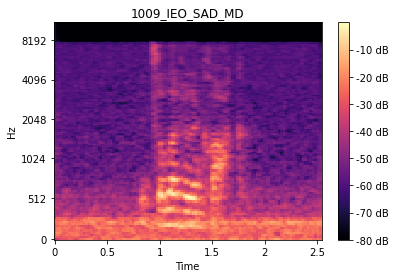 1009_IEO_SAD_MD
Hz
8192
4096
2048
1024
512
0
0
0.5
1
1.5
2
2.5
Time
-10 dB
-20 dB
-30 dB
-40 dB
-50 dB
-60 dB
-70 dB
-80 dB